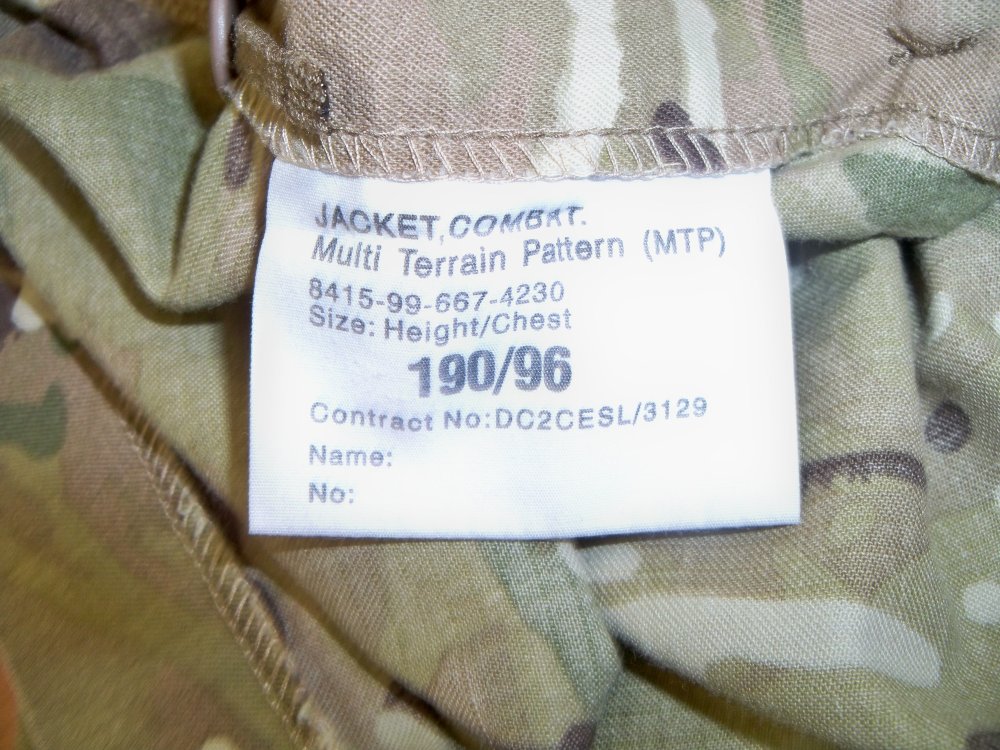 JACKET, COMBAT.
Multi Terrain Pattern (MTP)
8415-99-667-4230
Size: Height/Chest
190/96
Contract No:DC2CESL/3129
Name:
No: